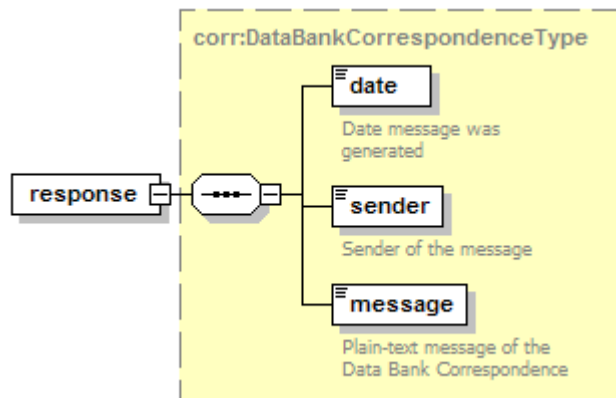 corr:DataBankCorrespondenceType
date
Date message was
generated
response
sender
Sender of the message
message
Plain-text message of the
Data Bank Correspondence